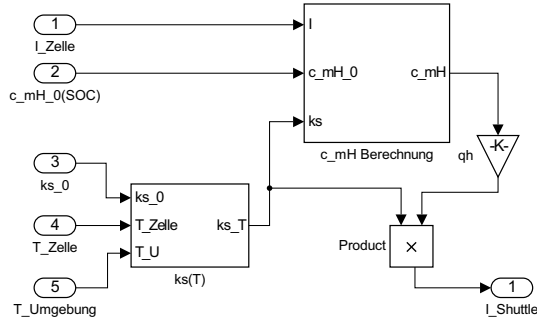 1
I_Zelle
2
c_mH_0(SOC)
I
c_mH_0
ks
c_mH
c_mH Berechnung
-K-
qh
3
ks_0
4
T_Zelle
5
T_Umgebung
ks_0
T_Zelle
T_U
ks_T
ks(T)
Product
×
1
I_Shuttle